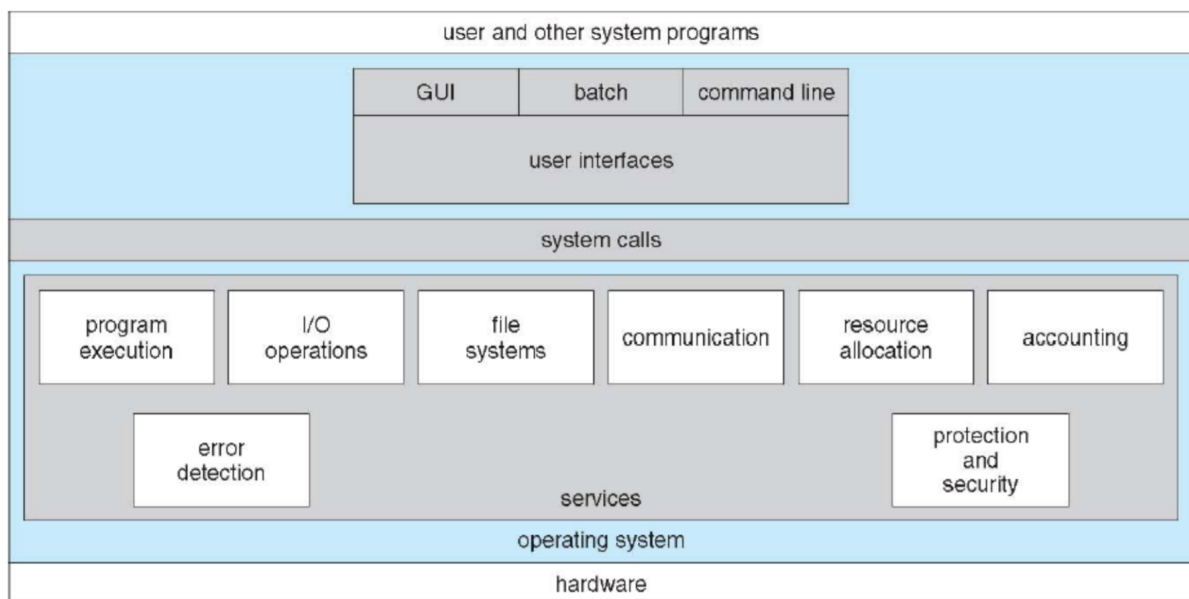 user and other system programs
GUI batch command line
user interfaces
system calls
program
execution
I/O
operations
file
systems
communication
resource
allocation
accounting
error
detection
protection
and
security
services
operating system
hardware